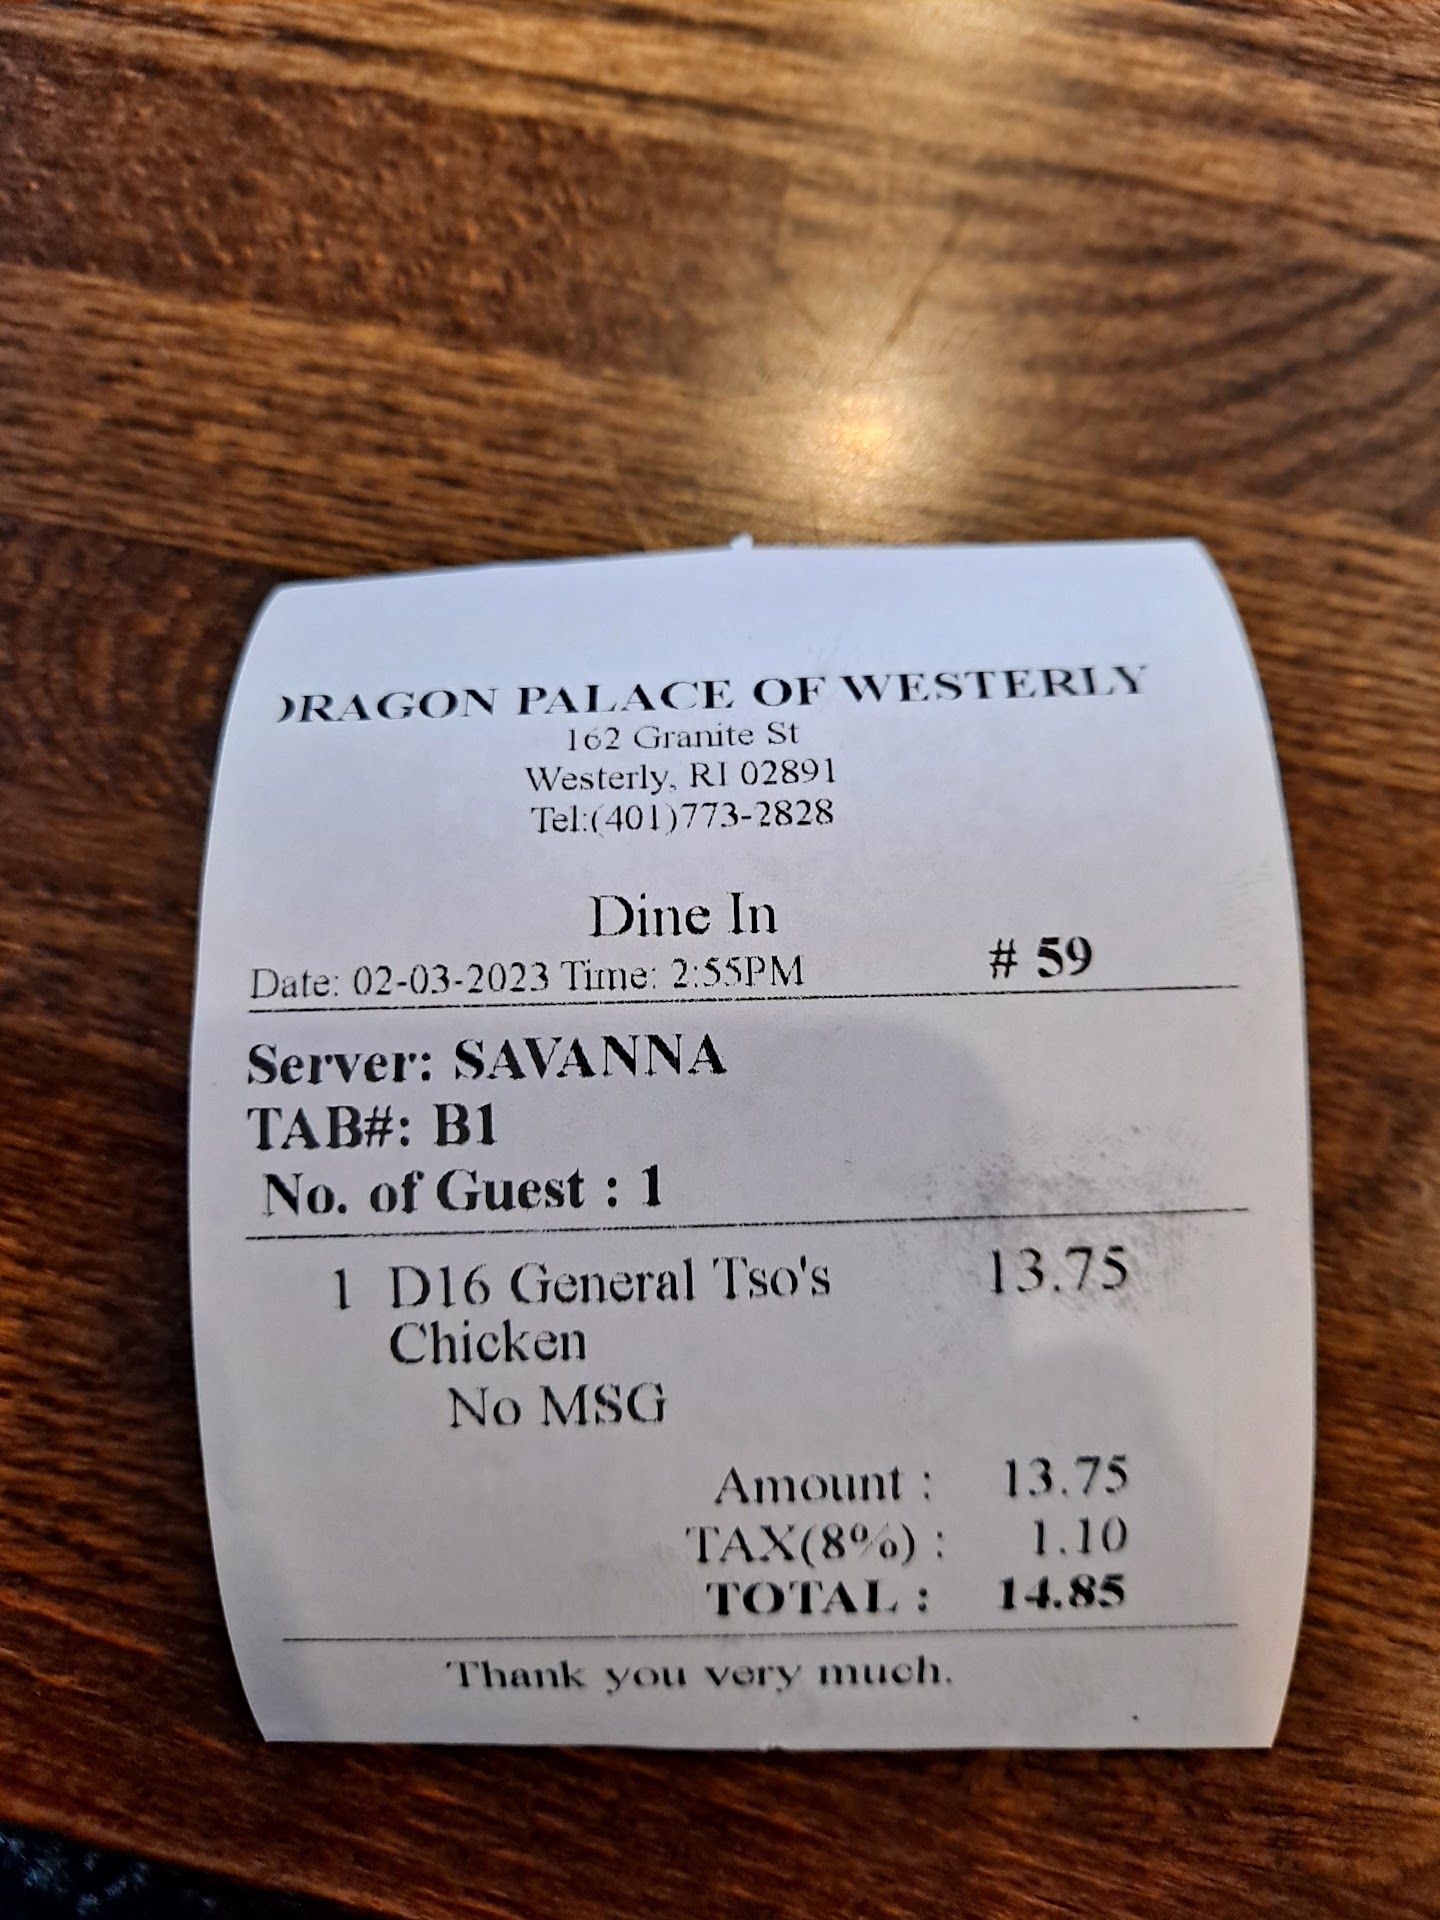 DRAGON PALACE OF WESTERLY
162 Granite St
Westerly, RI 02891
Tel:(401)773-2828
Dine In
Date: 02-03-2023 Time: 2:55PM # 59
Server: SAVANNA
TAB#: B1
No. of Guest : 1
1 D16 General Tso's 13.75
Chicken
No MSG
Amount : 13.75
TAX(8%) : 1.10
TOTAL : 14.85
Thank you very much.